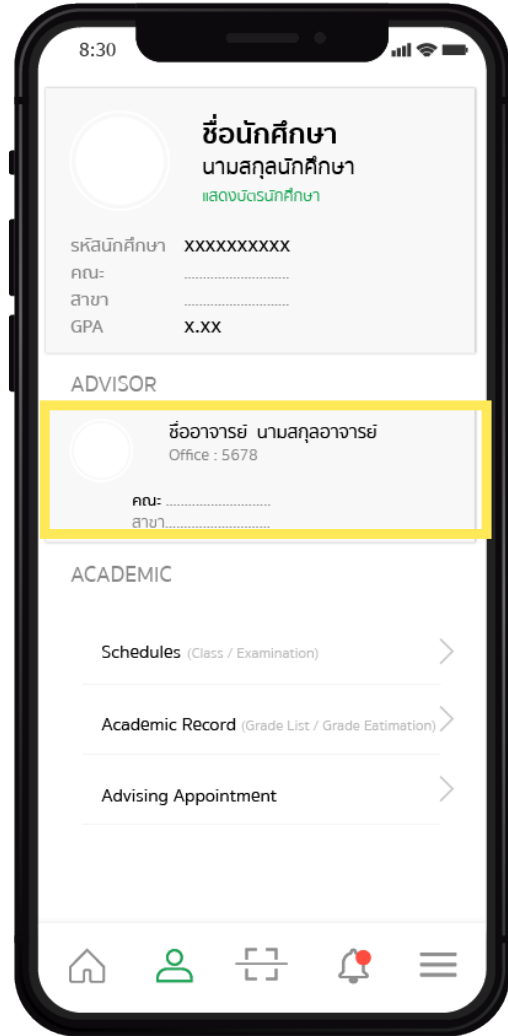 8:30
ชื่อนักศึกษา
นามสกุลนักศึกษา
แสดงบัตรนักศึกษา
รหัสนักศึกษา xxxxxxxxxx
คณะ ..............................
สาขา ..............................
GPA x.xx
ADVISOR
ชื่ออาจารย์ นามสกุลอาจารย์
Office : 5678
คณะ ..............................
สาขา..............................
ACADEMIC
Schedules (Class / Examination)
Academic Record (Grade List / Grade Eatimation)
Advising Appointment